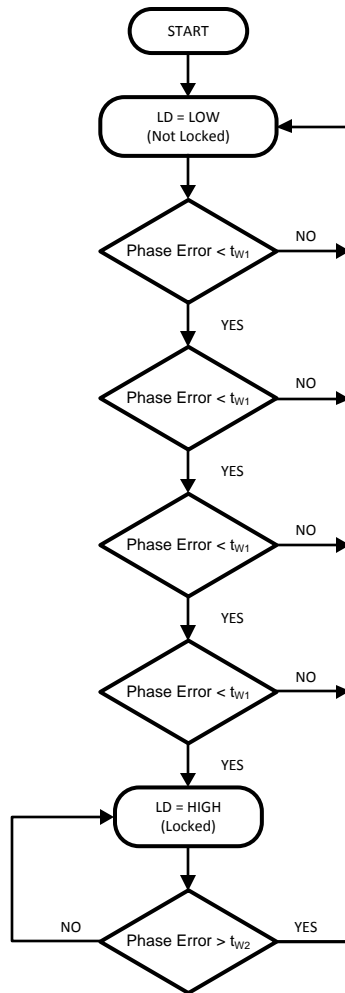 START
LD = LOW
(Not Locked)
Phase Error < tW1
NO
YES
Phase Error < tW1
NO
YES
Phase Error < tW1
NO
YES
Phase Error < tW1
NO
YES
LD = HIGH
(Locked)
NO
Phase Error > tW2
YES